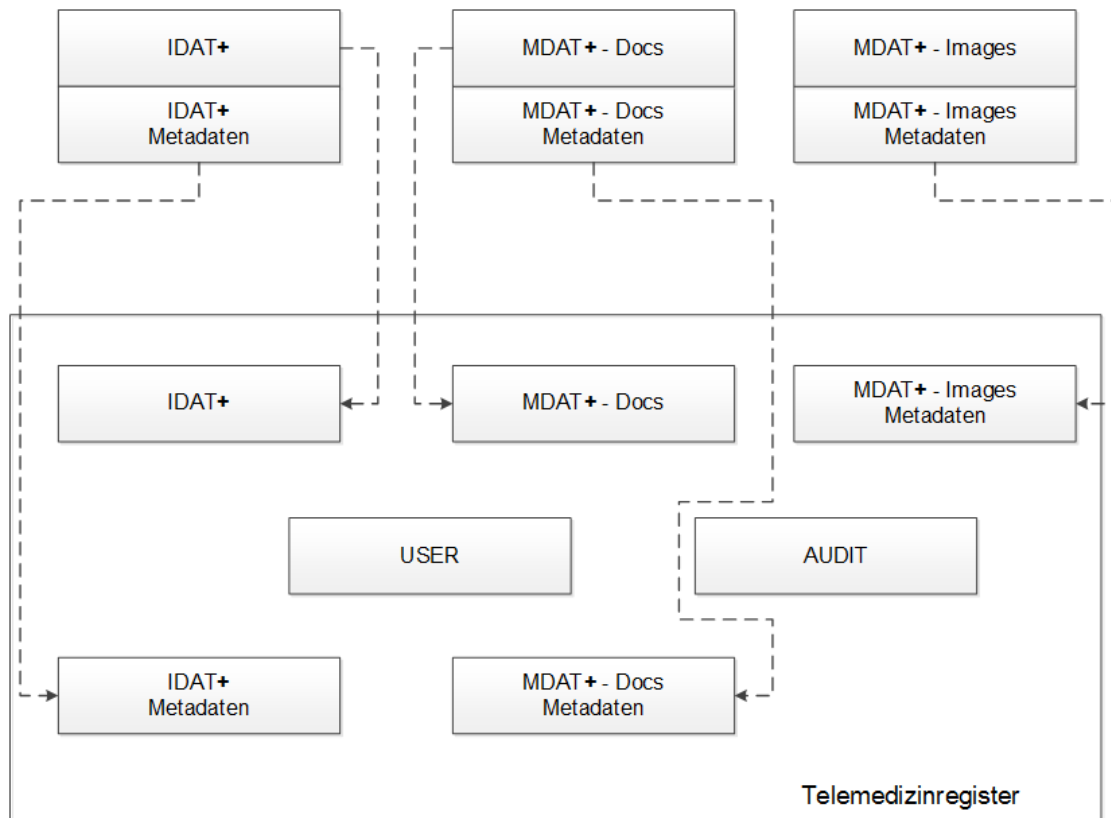 IDAT+
MDAT+ - Docs
MDAT+ - Images
IDAT+
Metadaten
MDAT+ - Docs
Metadaten
MDAT+ - Images
Metadaten
IDAT+
MDAT+ - Docs
MDAT+ - Images
Metadaten
USER
AUDIT
IDAT+
Metadaten
MDAT+ - Docs
Metadaten
Telemedizinregister